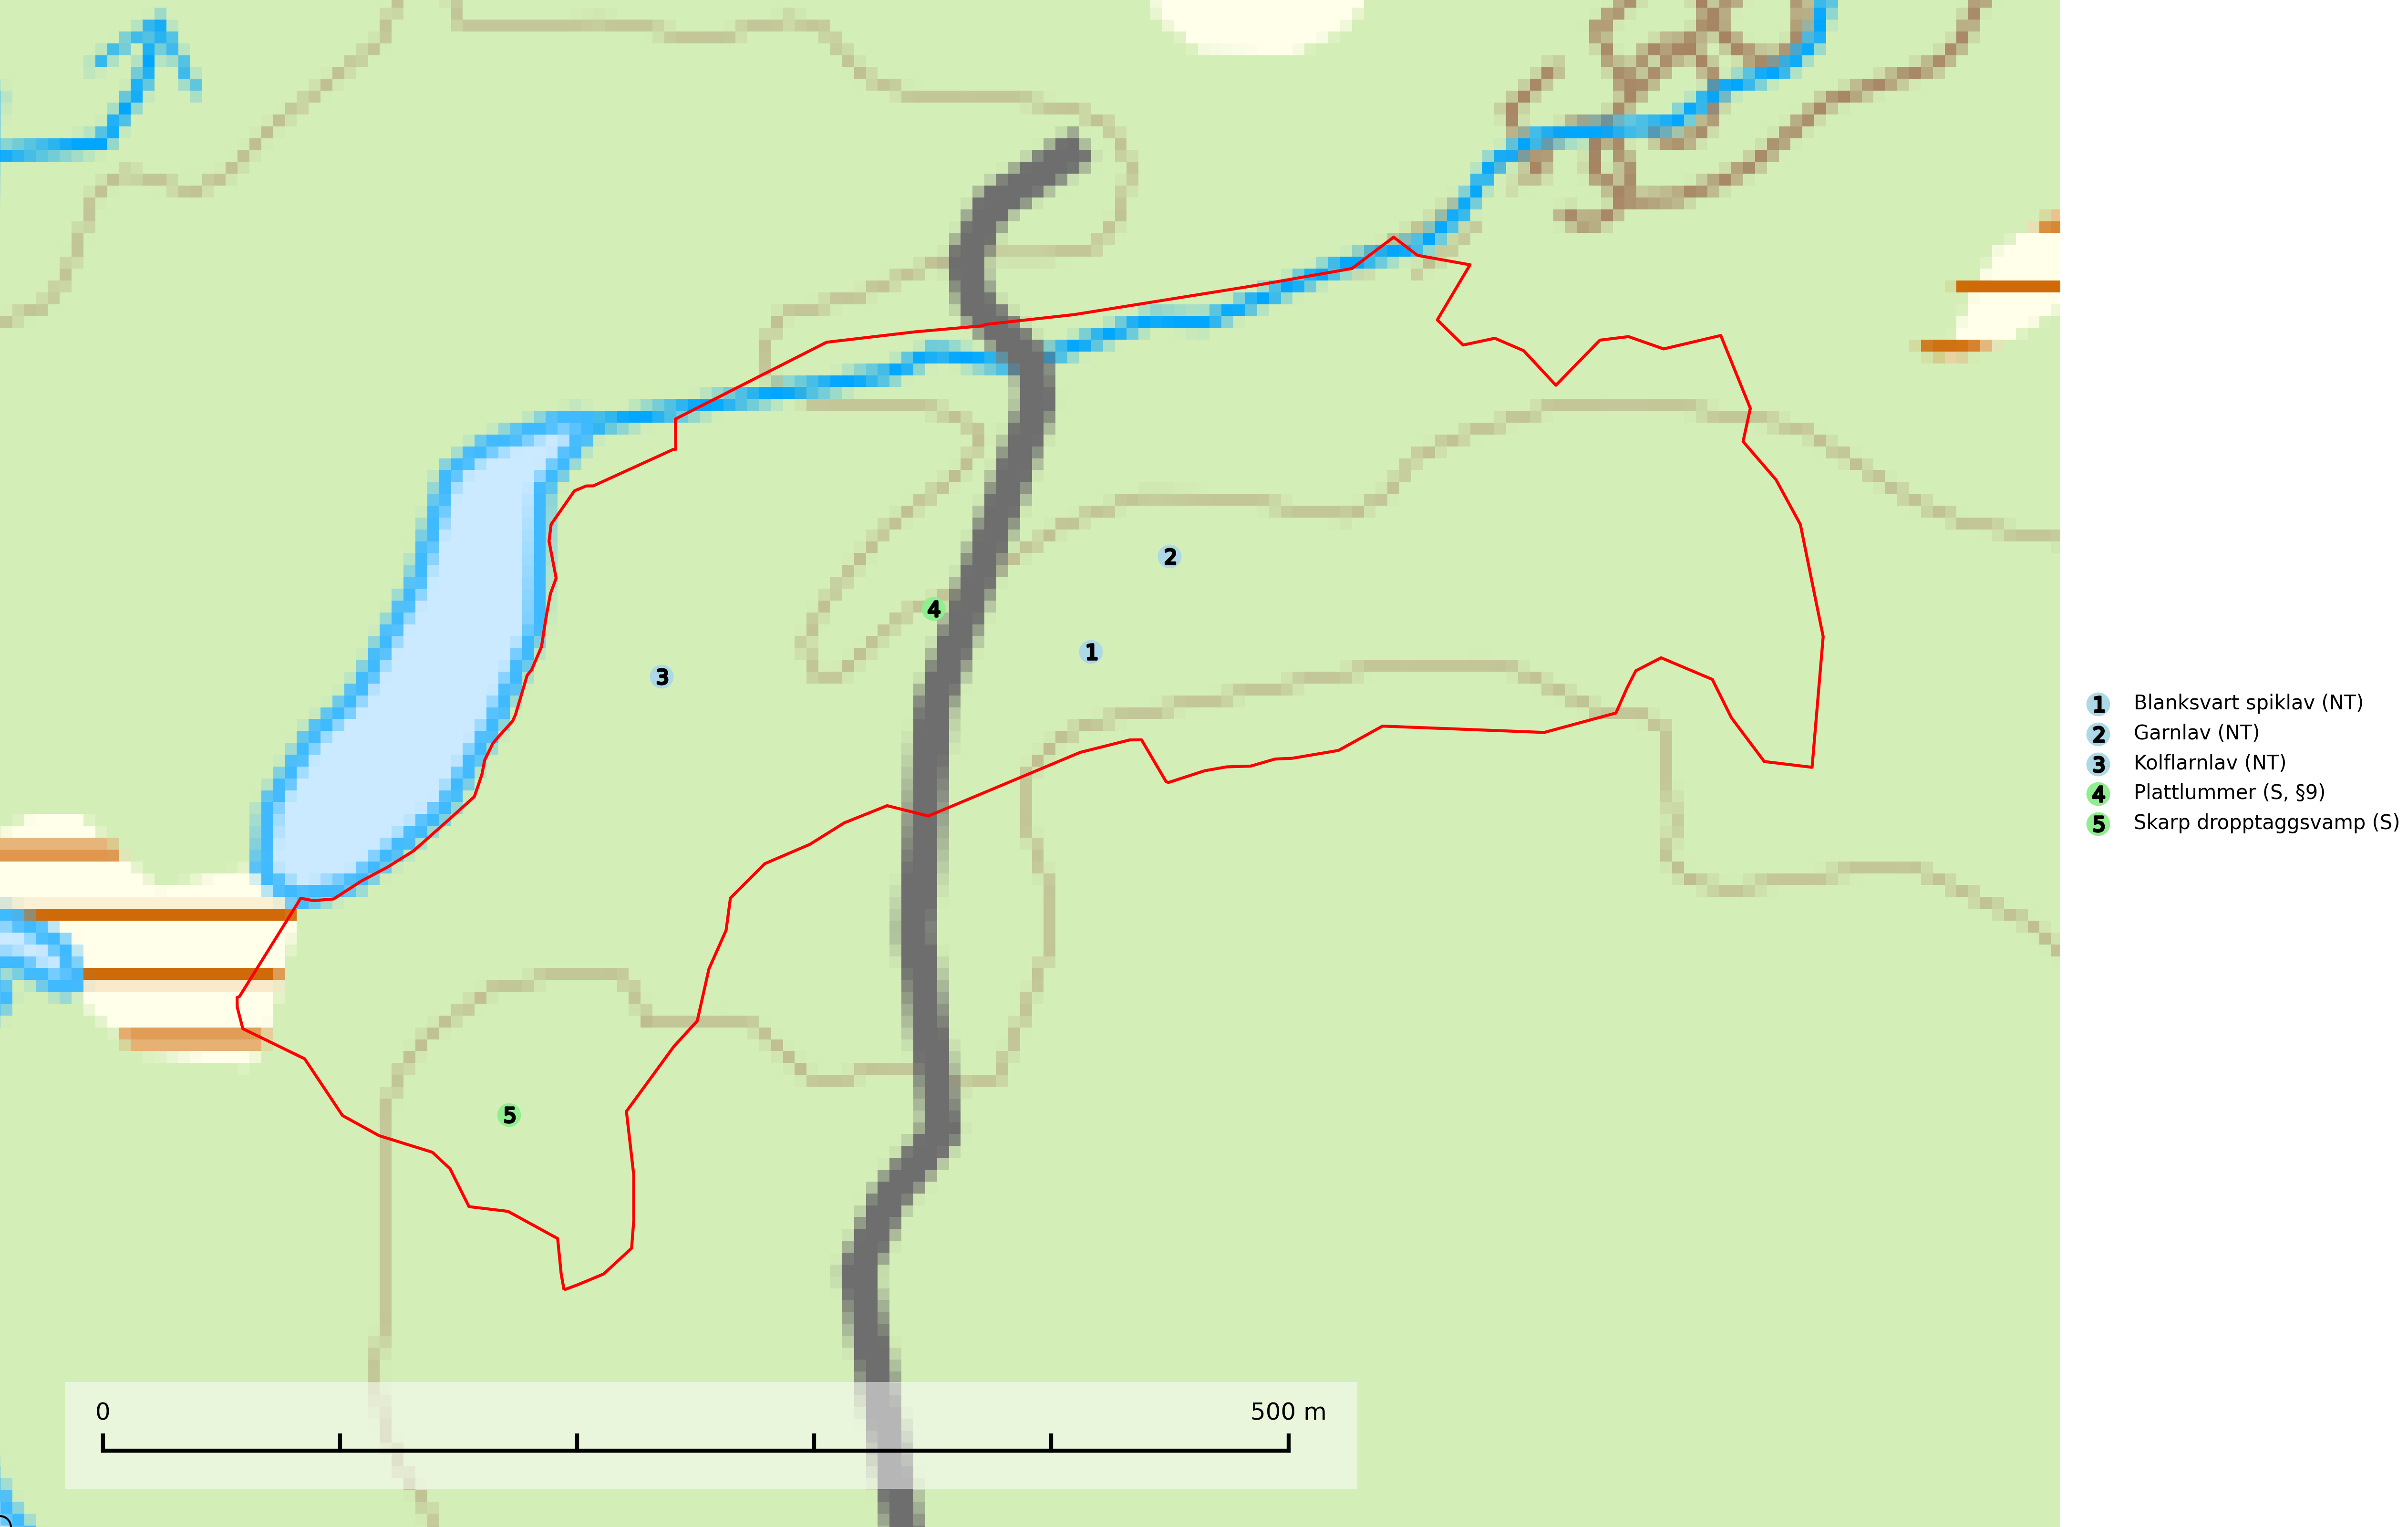 2
4
1
3
5
1 Blanksvart spiklav (NT)
2 Garnlav (NT)
3 Kolflarnlav (NT)
4 Plattlummer (S, §9)
5 Skarp dropptaggsvamp (S)
0 500 m